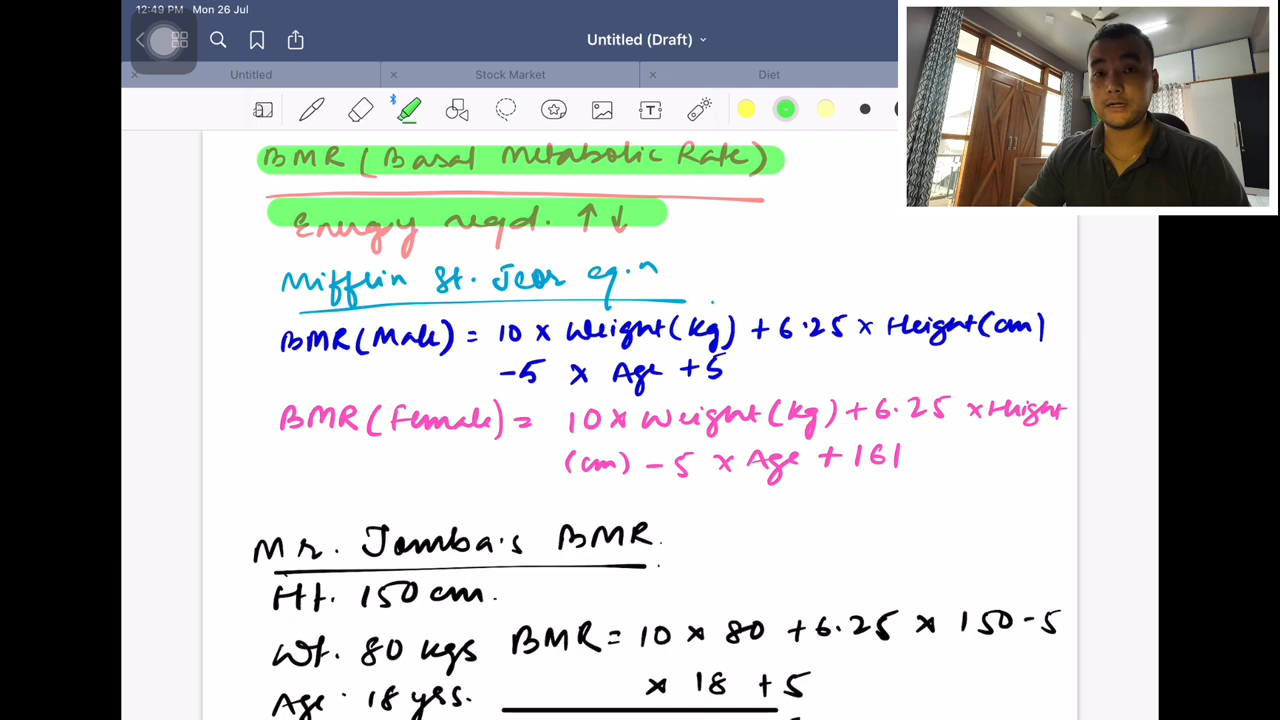 12:49 PM Mon 26 Jul
Untitled (Draft)
Untitled
Stock Market
Diet
BMR (Basal Metabolic Rate)
Energy reqd. ↑↓
Mifflin St. Jeor eq.n
BMR (Male) = 10 x Weight (kg) + 6.25 x Height (cm)
-5 x Age +5
BMR (Female) = 10 x Weight (kg) + 6.25 x Height
(cm) - 5 x Age + 161
Mr. Jamba's BMR.
Ht. 150 cm.
Wt. 80 kgs
BMR = 10 x 80 + 6.25 x 150 - 5
x 18 + 5
Age. 18 yrs.